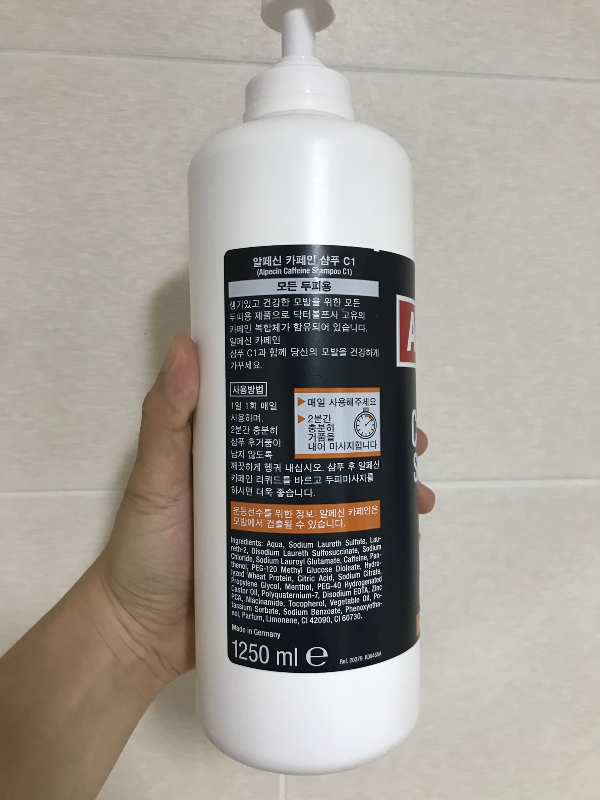 알페신 카페인 샴푸 C1
(Alpecin Caffeine Shampoo C1)
모든 두피용
생기있고 건강한 모발을 위한 모든
두피용 제품으로 닥터볼프사 고유의
카페인 복합체가 함유되어 있습니다.
알페신 카페인
샴푸 C1과 함께 당신의 모발을 건강하게
가꾸세요.
사용방법
1일 1회 매일
사용하며,
2분간 충분히
샴푸 후거품이
남지 않도록
깨끗하게 헹궈 내십시오. 샴푸 후 알페신
카페인 리퀴드를 바르고 두피마사지를
하시면 더욱 좋습니다.
▶ 매일 사용해주세요
▶ 2분간
충분히
거품을
내어 마사지합니다
운동선수를 위한 정보: 알페신 카페인은
모발에서 검출될 수 있습니다.
Ingredients: Aqua, Sodium Laureth Sulfate, Lau-
reth-2, Disodium Laureth Sulfosuccinate, Sodium
Chloride, Sodium Lauroyl Glutamate, Caffeine, Pan-
thenol, PEG-120 Methyl Glucose Dioleate, Hydro-
lyzed Wheat Protein, Citric Acid, Sodium Citrate,
Propylene Glycol, Menthol, PEG-40 Hydrogenated
Castor Oil, Polyquaternium-7, Disodium EDTA, Zinc
PCA, Niacinamide, Tocopherol, Vegetable Oil, Po-
tassium Sorbate, Sodium Benzoate, Phenoxyetha-
nol, Parfum, Limonene, CI 42090, CI 60730.
Made in Germany
1250 ml ℮
Ref. 20379
A
C
S